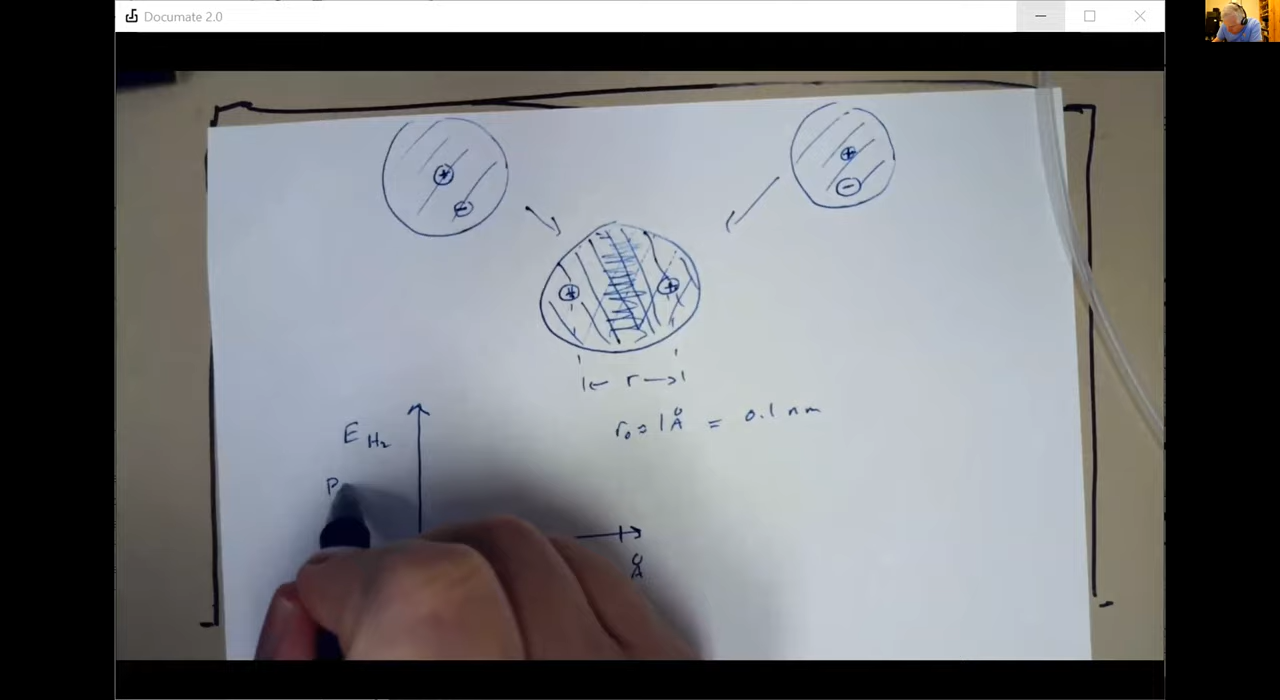 Documate 2.0
+
-
+
-
+ +
r
r₀ ≈ 1 Å = 0.1 nm
E H₂
P
Å